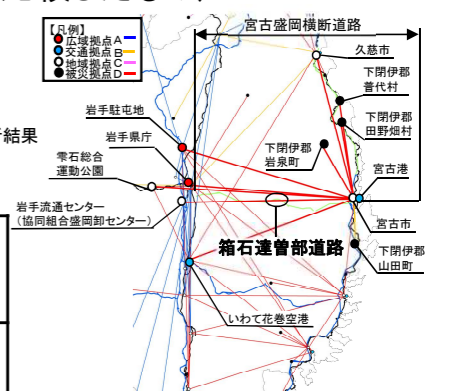 宮古盛岡横断道路
【凡例】
広域拠点A
交通拠点B
地域拠点C
被災拠点D
久慈市
下閉伊郡
普代村
下閉伊郡
田野畑村
岩手駐屯地
結果
岩手県庁
下閉伊郡
岩泉町
雫石総合
運動公園
宮古港
岩手流通センター
(協同組合盛岡卸センター)
宮古市
箱石達曽部道路
下閉伊郡
山田町
いわて花巻空港